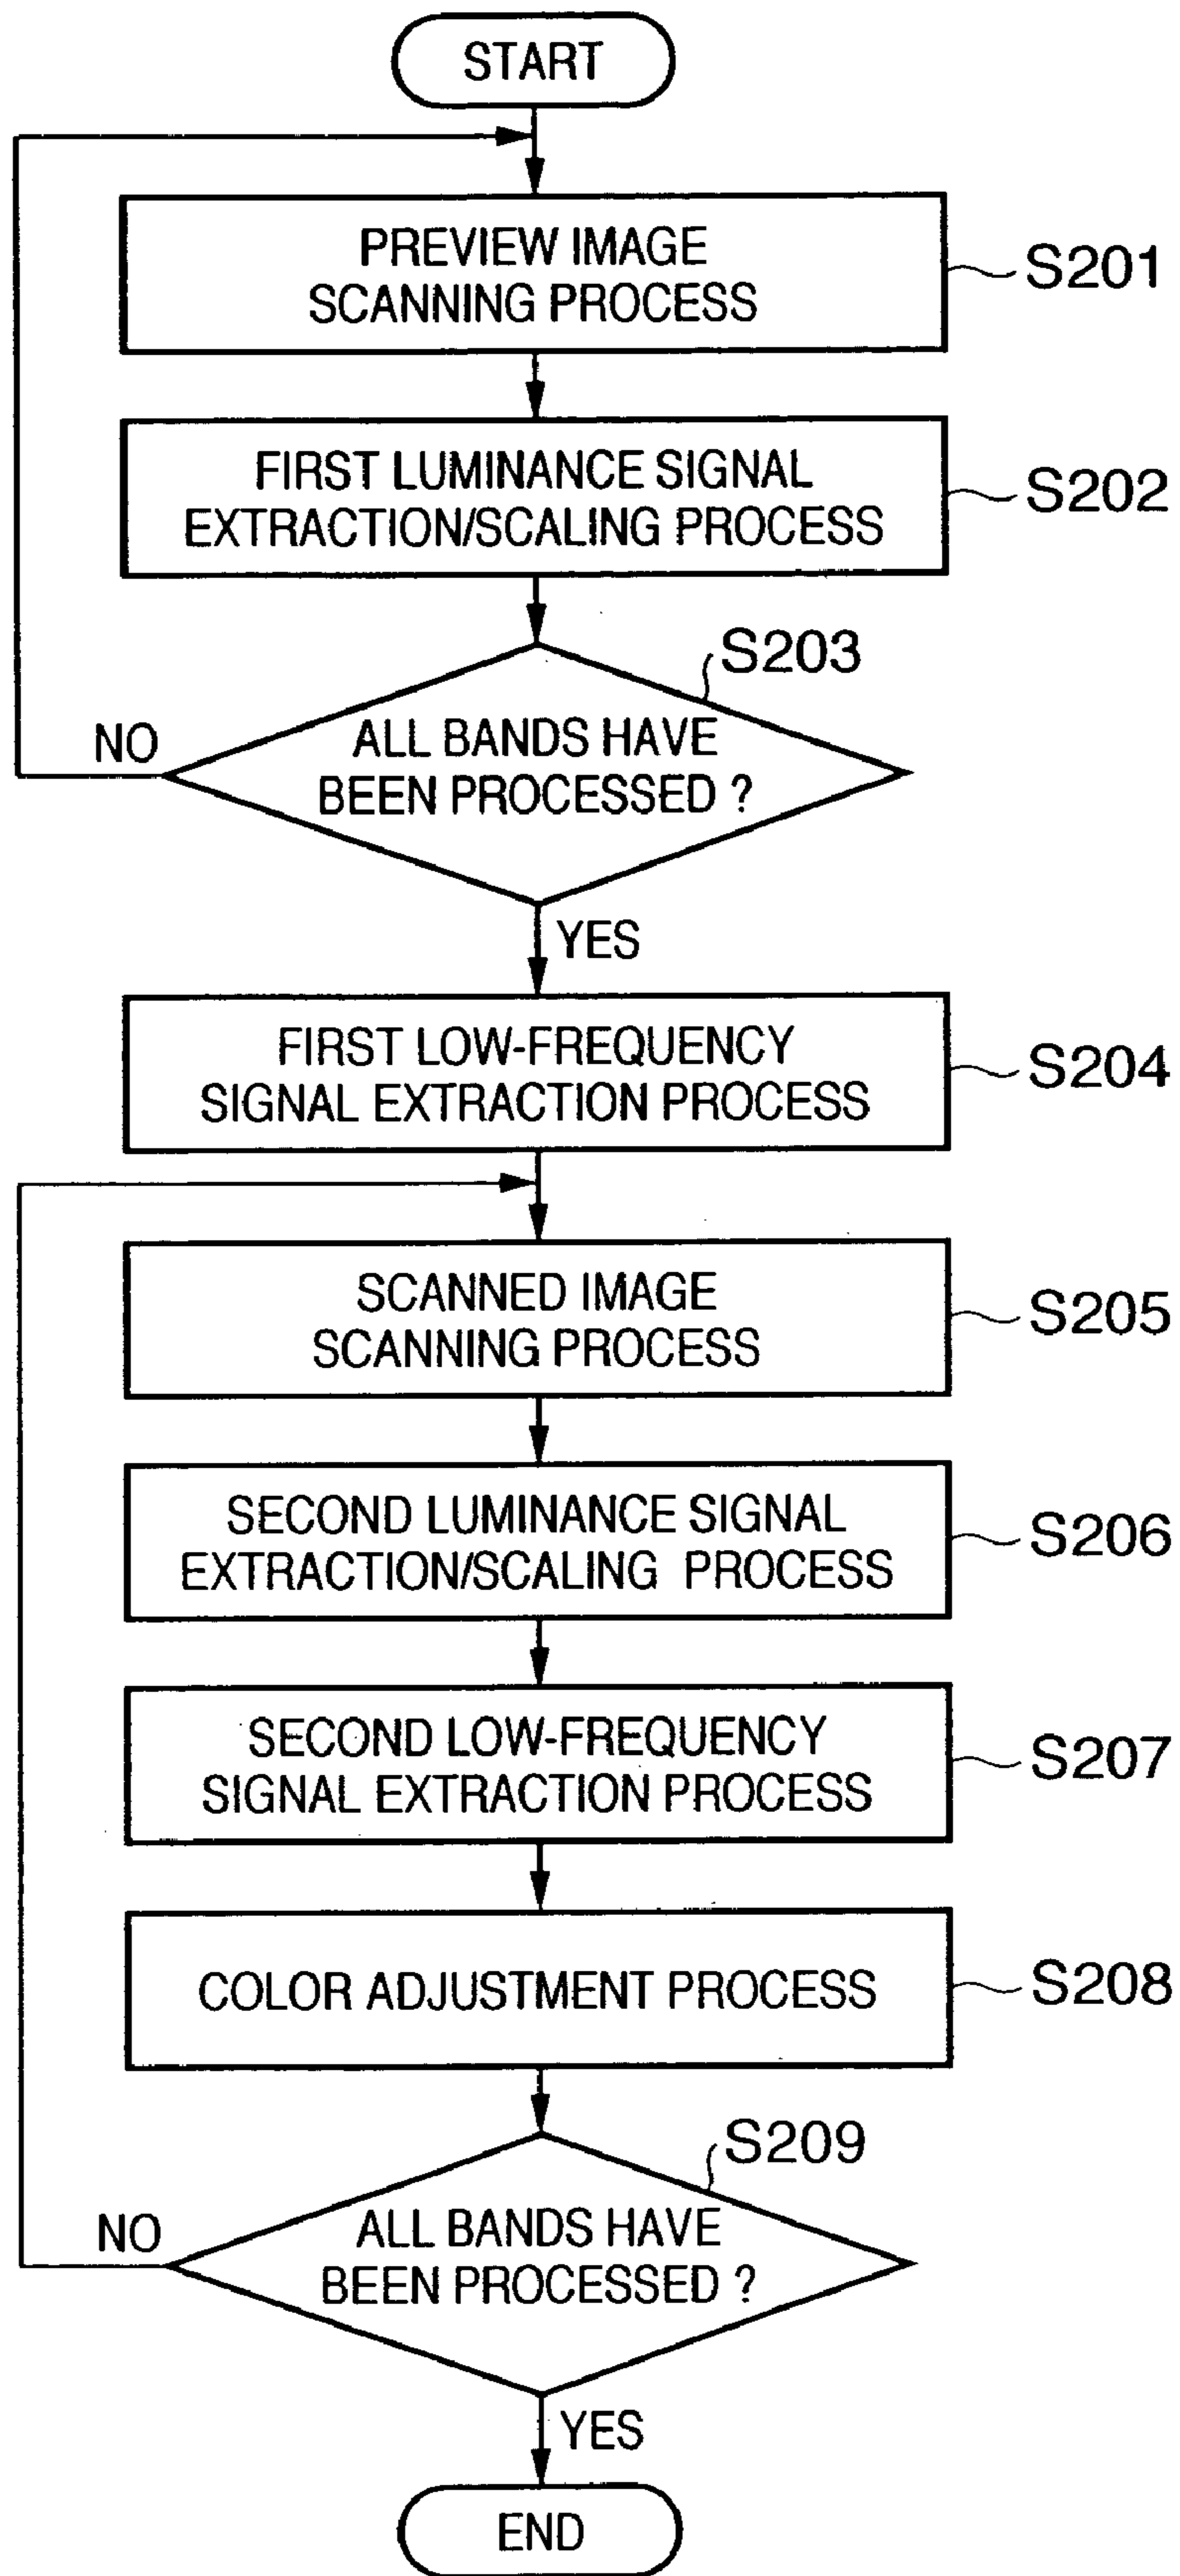 START
PREVIEW IMAGE
SCANNING PROCESS
S201
FIRST LUMINANCE SIGNAL
EXTRACTION/SCALING PROCESS
S202
S203
ALL BANDS HAVE
BEEN PROCESSED ?
NO
YES
FIRST LOW-FREQUENCY
SIGNAL EXTRACTION PROCESS
S204
SCANNED IMAGE
SCANNING PROCESS
S205
SECOND LUMINANCE SIGNAL
EXTRACTION/SCALING PROCESS
S206
SECOND LOW-FREQUENCY
SIGNAL EXTRACTION PROCESS
S207
COLOR ADJUSTMENT PROCESS
S208
S209
ALL BANDS HAVE
BEEN PROCESSED ?
NO
YES
END